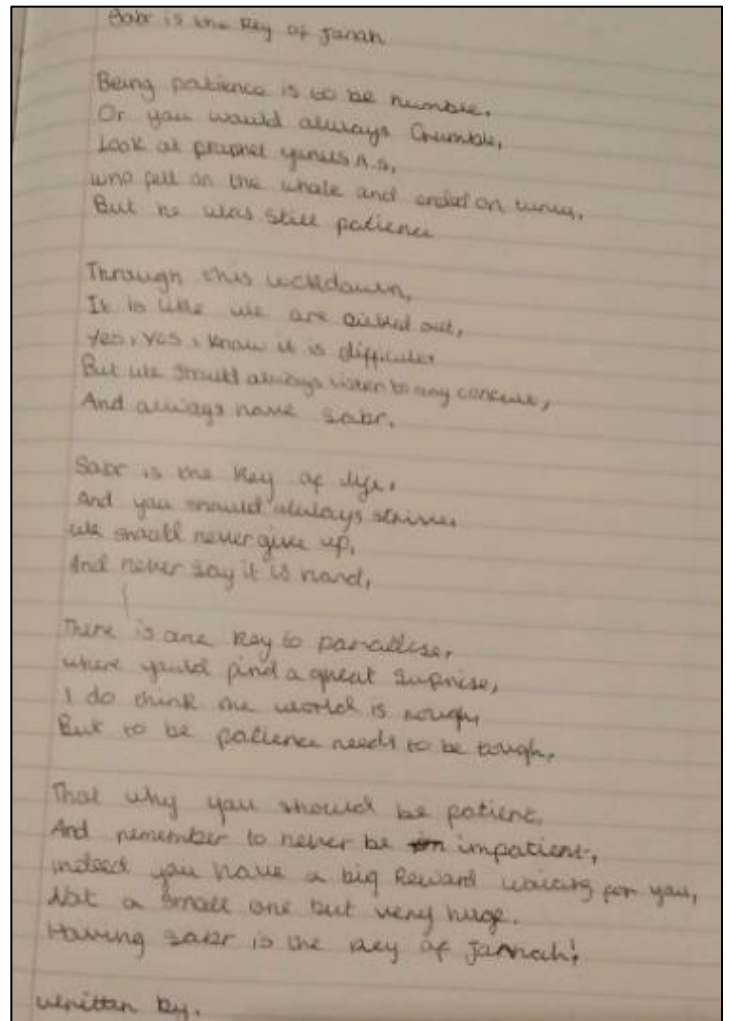 Sabr is the key of Janah
Being patience is to be humble.
Or you would always Crumble,
Look at prophet yunus A.S,
who fell on the whale and ended on
But he was still patience
Through this lockdown,
It is like we are out,
Yes, Yes, I know it is difficult
But we should always listen to any
And always have sabr.
Sabr is the key of life,
And you should always strive,
we should never give up,
And never say it is hard,
There is one key to paradise,
where you'd find a great suprise,
I do think the world is rough,
But to be patience needs to be tough,
That why you should be patient,
And remember to never be impatient,
indeed you have a big Reward waiting for you,
Not a small one but very huge.
Having sabr is the key of Jannah!
written by.